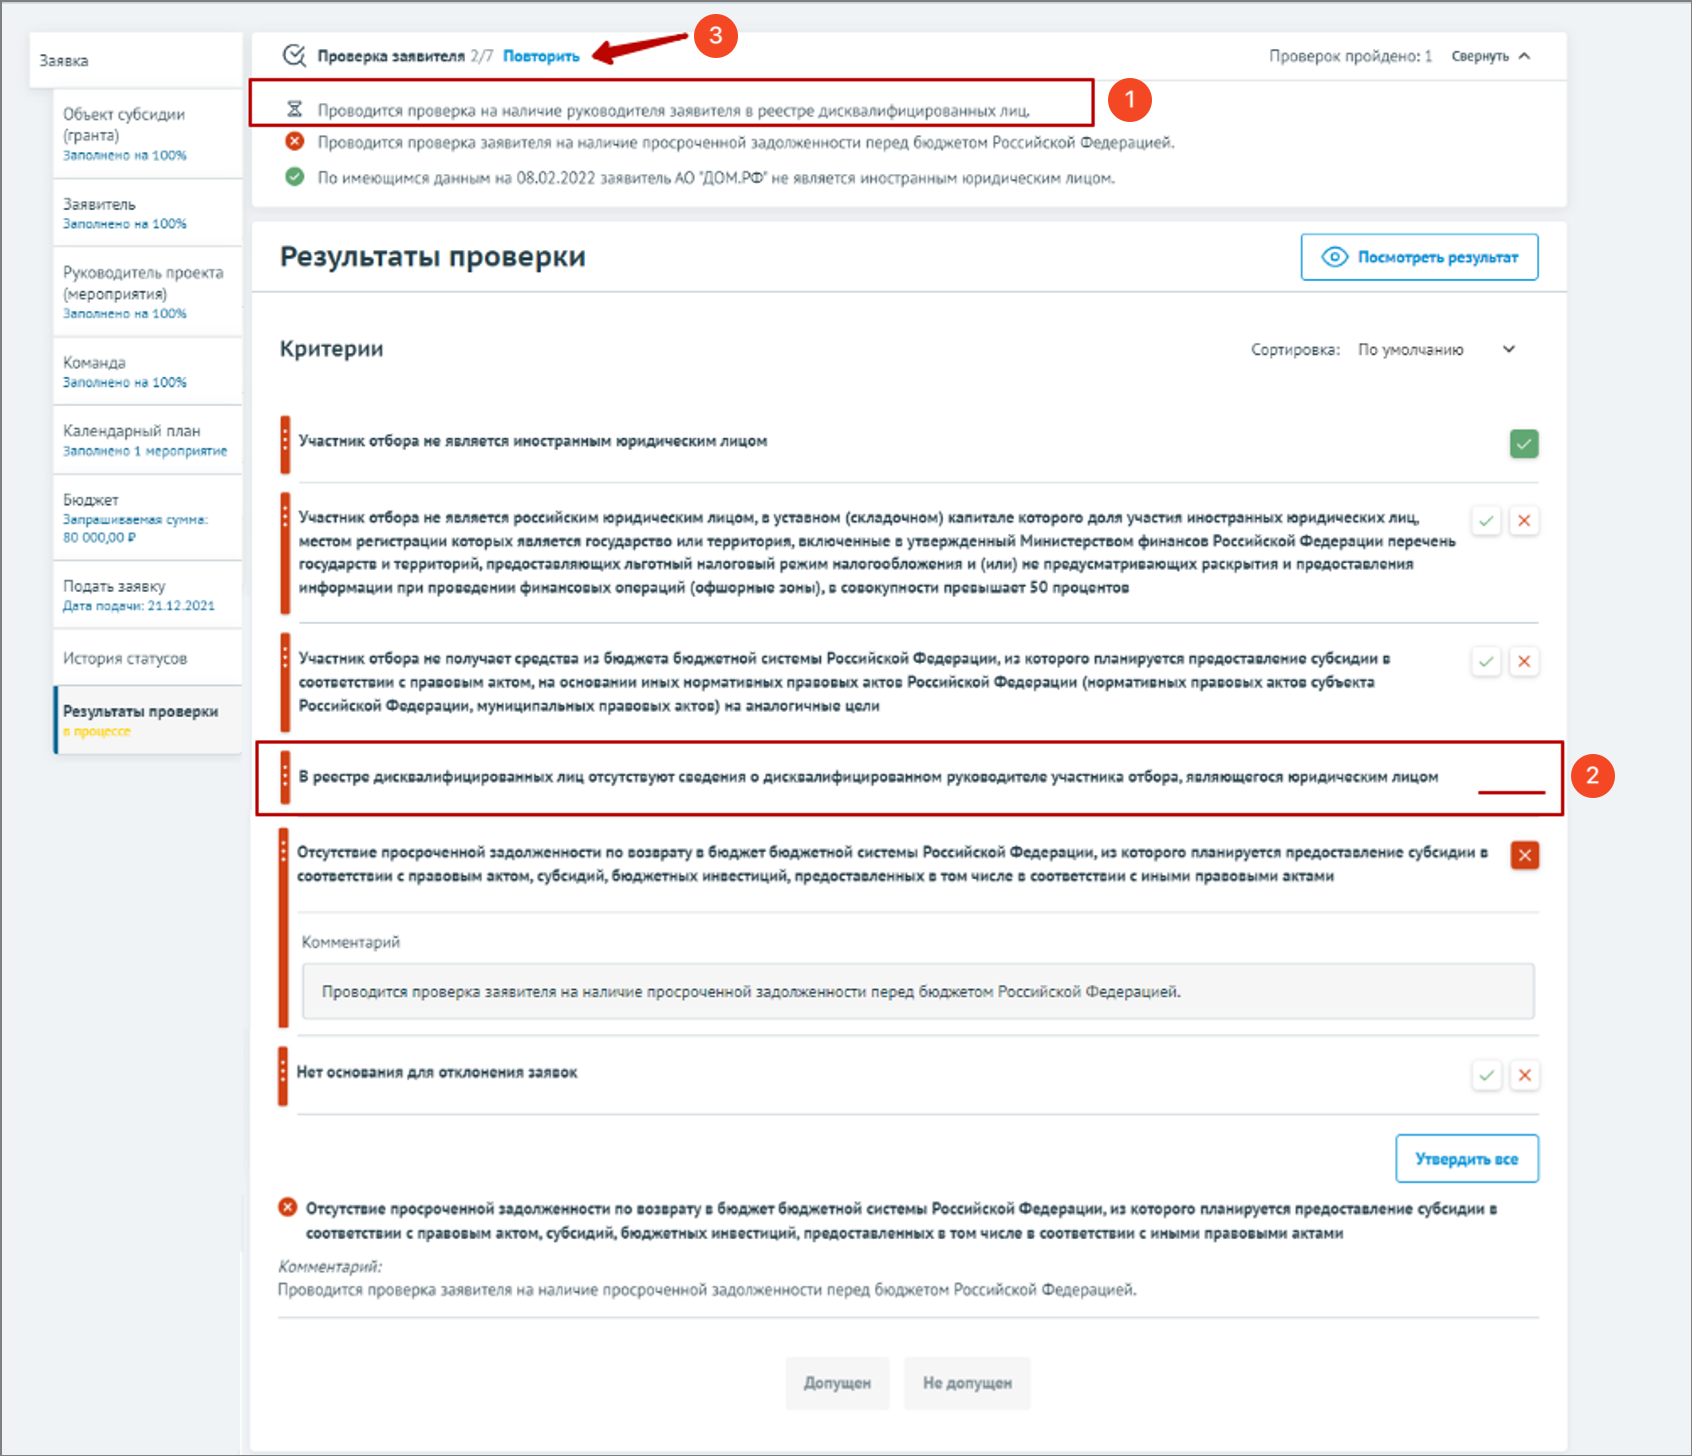 Заявка
Объект субсидии
(гранта)
Заполнено на 100%
Заявитель
Заполнено на 100%
Руководитель проекта
(мероприятия)
Заполнено на 100%
Команда
Заполнено на 100%
Календарный план
Заполнено 1 мероприятие
Бюджет
Запрашиваемая сумма:
80 000,00 ₽
Подать заявку
Дата подачи: 21.12.2021
История статусов
Результаты проверки
в процессе
Проверка заявителя 2/7 Повторить
3
Проверок пройдено: 1 Свернуть
Проводится проверка на наличие руководителя заявителя в реестре дисквалифицированных лиц.
1
Проводится проверка заявителя на наличие просроченной задолженности перед бюджетом Российской Федерацией.
По имеющимся данным на 08.02.2022 заявитель АО "ДОМ.РФ" не является иностранным юридическим лицом.
Результаты проверки
Посмотреть результат
Критерии
Сортировка: По умолчанию
Участник отбора не является иностранным юридическим лицом
Участник отбора не является российским юридическим лицом, в уставном (складочном) капитале которого доля участия иностранных юридических лиц,
местом регистрации которых является государство или территория, включенные в утвержденный Министерством финансов Российской Федерации перечень
государств и территорий, предоставляющих льготный налоговый режим налогообложения и (или) не предусматривающих раскрытия и предоставления
информации при проведении финансовых операций (офшорные зоны), в совокупности превышает 50 процентов
Участник отбора не получает средства из бюджета бюджетной системы Российской Федерации, из которого планируется предоставление субсидии в
соответствии с правовым актом, на основании иных нормативных правовых актов Российской Федерации (нормативных правовых актов субъекта
Российской Федерации, муниципальных правовых актов) на аналогичные цели
В реестре дисквалифицированных лиц отсутствуют сведения о дисквалифицированном руководителе участника отбора, являющегося юридическим лицом
2
Отсутствие просроченной задолженности по возврату в бюджет бюджетной системы Российской Федерации, из которого планируется предоставление субсидии в
соответствии с правовым актом, субсидий, бюджетных инвестиций, предоставленных в том числе в соответствии с иными правовыми актами
Комментарий
Проводится проверка заявителя на наличие просроченной задолженности перед бюджетом Российской Федерацией.
Нет основания для отклонения заявок
Утвердить все
Отсутствие просроченной задолженности по возврату в бюджет бюджетной системы Российской Федерации, из которого планируется предоставление субсидии в
соответствии с правовым актом, субсидий, бюджетных инвестиций, предоставленных в том числе в соответствии с иными правовыми актами
Комментарий:
Проводится проверка заявителя на наличие просроченной задолженности перед бюджетом Российской Федерацией.
Допущен
Не допущен